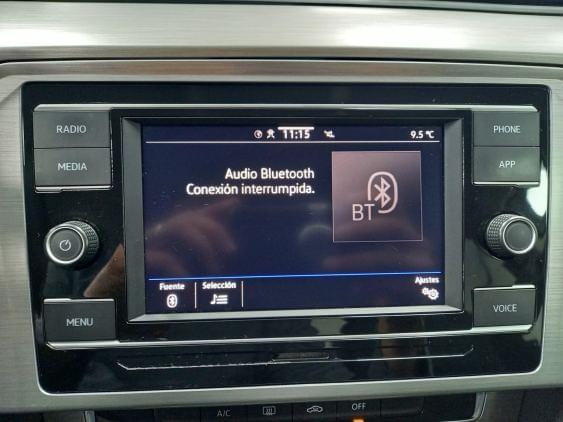 RADIO
MEDIA
MENU
11:15
9.5 °C
Audio Bluetooth
Conexión interrumpida.
BT
Fuente
Selección
Ajustes
PHONE
APP
VOICE
A/C
OFF